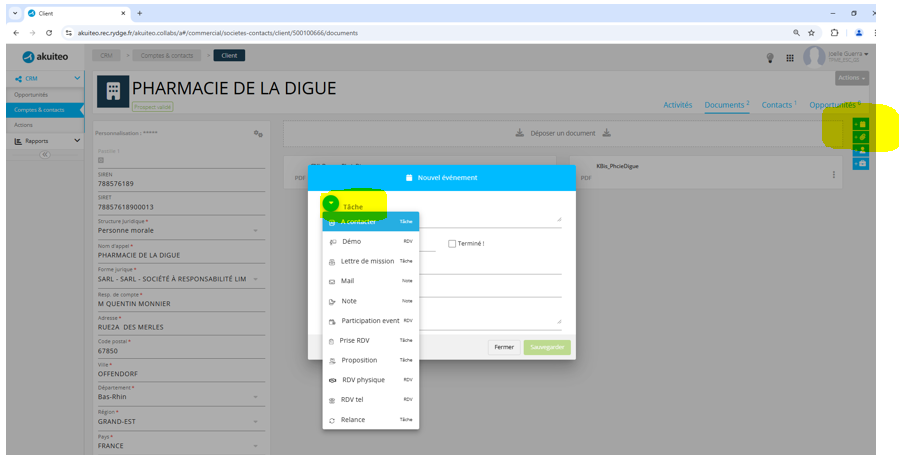 Client
akuiteo.rec.rydge.fr/akuiteo.collabs/a#/commercial/societes-contacts/client/500100666/documents
akuiteo
CRM > Comptes & contacts > Client
Joelle Guerra
CRM
Opportunités
Comptes & contacts
Actions
Rapports
PHARMACIE DE LA DIGUE
Prospect validé
Actions
Activités Documents 2 Contacts 1 Opportunités 6
Personnalisation : *****
SIREN
788576189
SIRET
78857618900013
Structure Juridique *
Personne morale
Nom d'appel *
PHARMACIE DE LA DIGUE
Forme Juridique *
SARL - SARL - SOCIÉTÉ À RESPONSABILITÉ LIM
Resp. de compte *
M QUENTIN MONNIER
Adresse *
RUE2A DES MERLES
Code postal *
67850
Ville *
OFFENDORF
Département *
Bas-Rhin
Région *
GRAND-EST
Pays *
FRANCE
Déposer un document
PDF
KBis_PhcieDigue
PDF
Nouvel événement
Tâche
A contacter Tâche
Démo RDV
Lettre de mission Tâche
Mail None
Note None
Participation event RDV
Prise RDV Tâche
Proposition Tâche
RDV physique RDV
RDV tel RDV
Relance Tâche
Terminé !
Fermer Sauvegarder